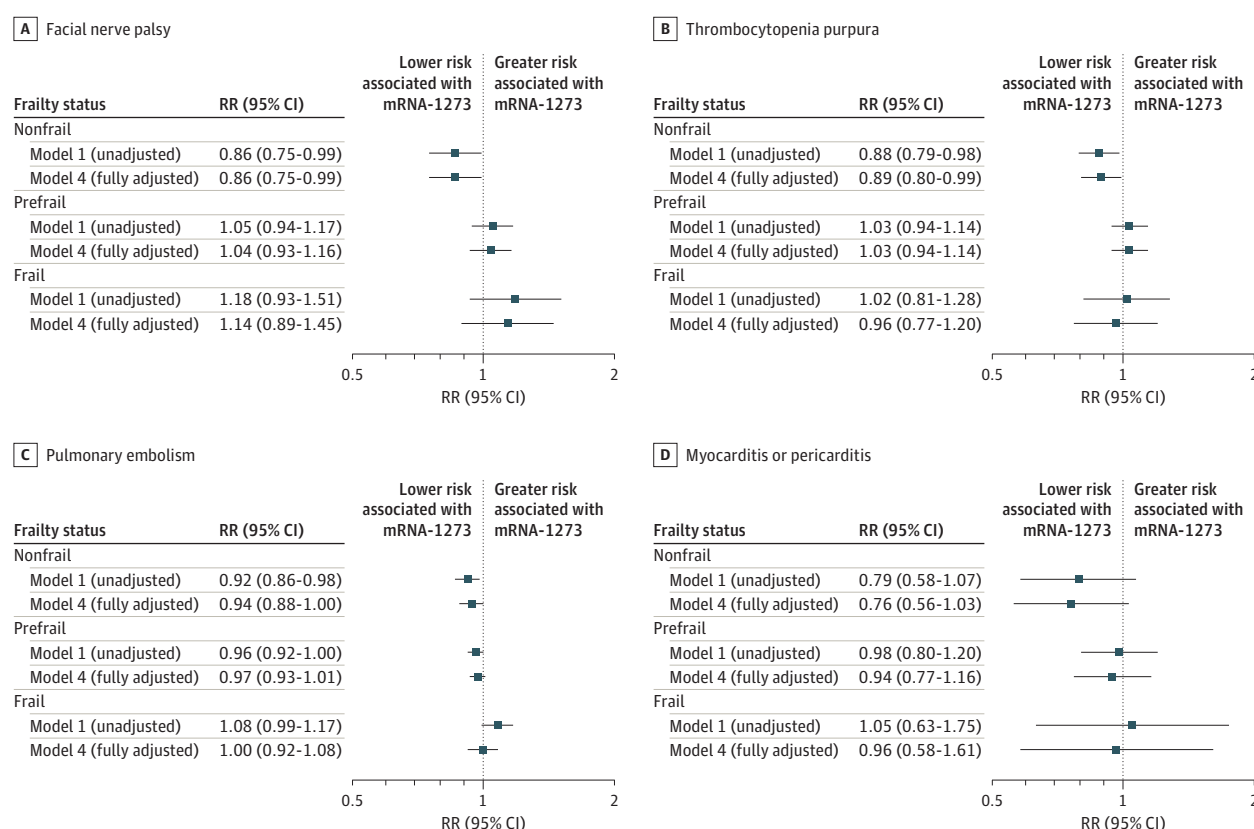 A Facial nerve palsy
Lower risk associated with mRNA-1273
Greater risk associated with mRNA-1273
Frailty status RR (95% CI)
Nonfrail
Model 1 (unadjusted) 0.86 (0.75-0.99)
Model 4 (fully adjusted) 0.86 (0.75-0.99)
Prefrail
Model 1 (unadjusted) 1.05 (0.94-1.17)
Model 4 (fully adjusted) 1.04 (0.93-1.16)
Frail
Model 1 (unadjusted) 1.18 (0.93-1.51)
Model 4 (fully adjusted) 1.14 (0.89-1.45)
0.5 1 2
RR (95% CI)
B Thrombocytopenia purpura
Lower risk associated with mRNA-1273
Greater risk associated with mRNA-1273
Frailty status RR (95% CI)
Nonfrail
Model 1 (unadjusted) 0.88 (0.79-0.98)
Model 4 (fully adjusted) 0.89 (0.80-0.99)
Prefrail
Model 1 (unadjusted) 1.03 (0.94-1.14)
Model 4 (fully adjusted) 1.03 (0.94-1.14)
Frail
Model 1 (unadjusted) 1.02 (0.81-1.28)
Model 4 (fully adjusted) 0.96 (0.77-1.20)
0.5 1 2
RR (95% CI)
C Pulmonary embolism
Lower risk associated with mRNA-1273
Greater risk associated with mRNA-1273
Frailty status RR (95% CI)
Nonfrail
Model 1 (unadjusted) 0.92 (0.86-0.98)
Model 4 (fully adjusted) 0.94 (0.88-1.00)
Prefrail
Model 1 (unadjusted) 0.96 (0.92-1.00)
Model 4 (fully adjusted) 0.97 (0.93-1.01)
Frail
Model 1 (unadjusted) 1.08 (0.99-1.17)
Model 4 (fully adjusted) 1.00 (0.92-1.08)
0.5 1 2
RR (95% CI)
D Myocarditis or pericarditis
Lower risk associated with mRNA-1273
Greater risk associated with mRNA-1273
Frailty status RR (95% CI)
Nonfrail
Model 1 (unadjusted) 0.79 (0.58-1.07)
Model 4 (fully adjusted) 0.76 (0.56-1.03)
Prefrail
Model 1 (unadjusted) 0.98 (0.80-1.20)
Model 4 (fully adjusted) 0.94 (0.77-1.16)
Frail
Model 1 (unadjusted) 1.05 (0.63-1.75)
Model 4 (fully adjusted) 0.96 (0.58-1.61)
0.5 1 2
RR (95% CI)